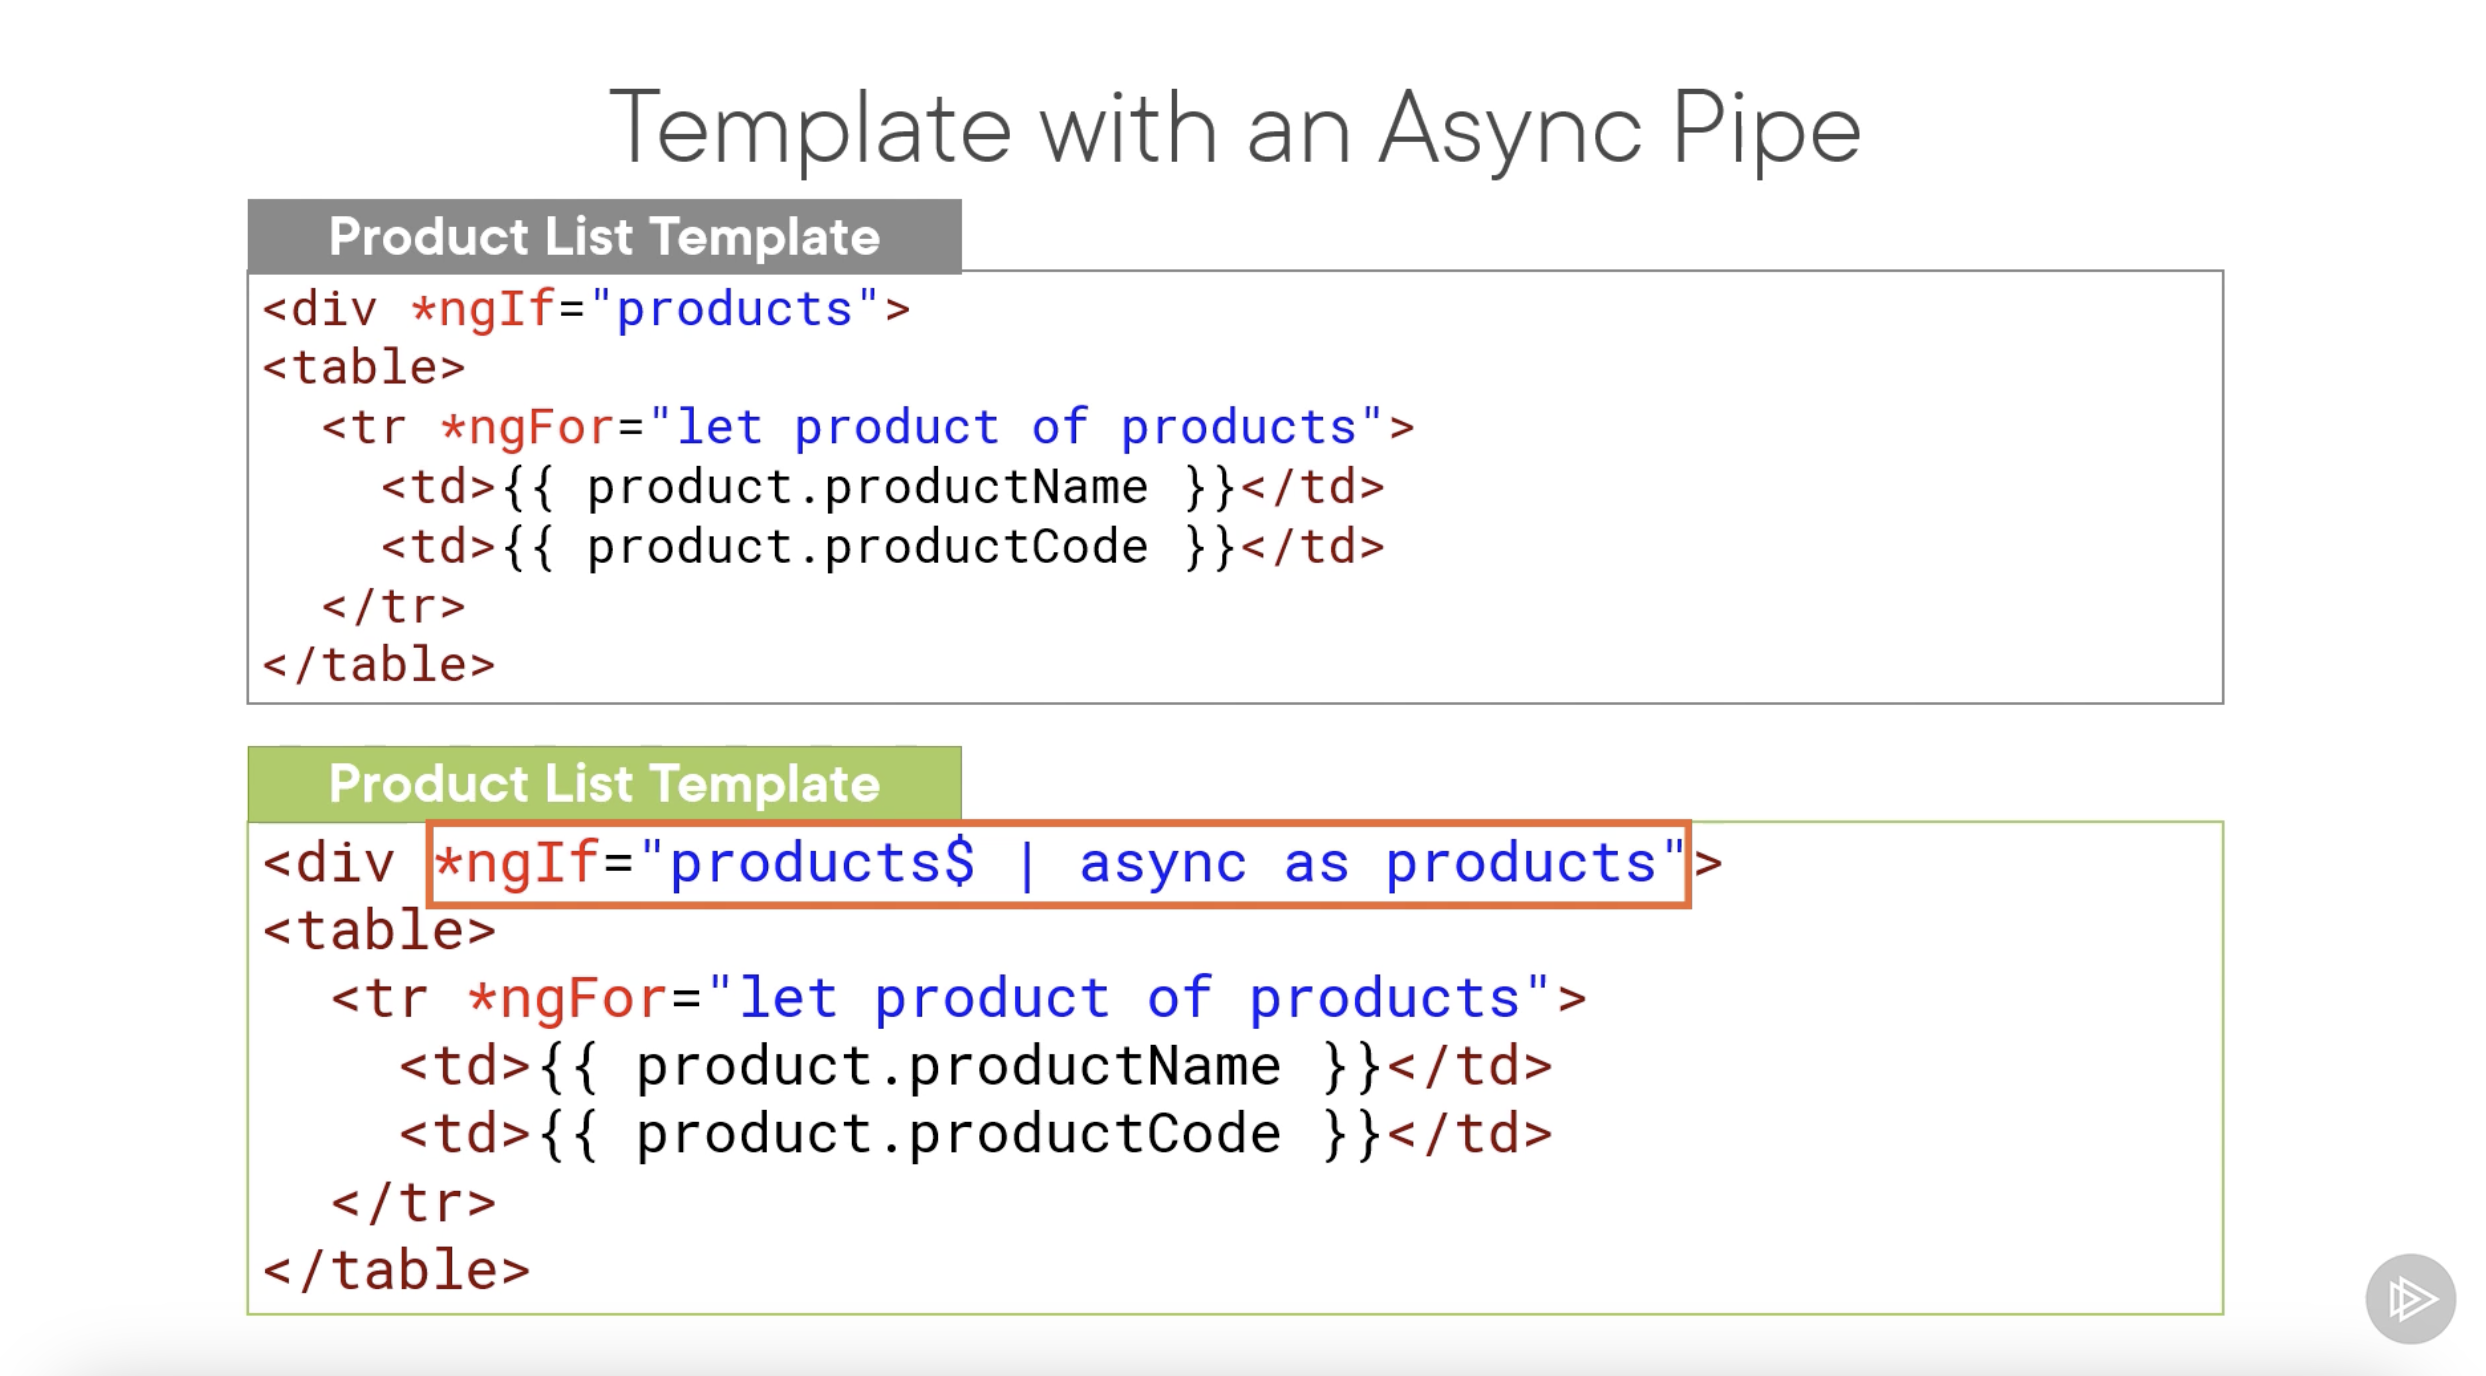 Template with an Async Pipe
Product List Template
<div *ngIf="products">
<table>
  <tr *ngFor="let product of products">
    <td>{{ product.productName }}</td>
    <td>{{ product.productCode }}</td>
  </tr>
</table>
Product List Template
<div *ngIf="products$ | async as products">
<table>
  <tr *ngFor="let product of products">
    <td>{{ product.productName }}</td>
    <td>{{ product.productCode }}</td>
  </tr>
</table>